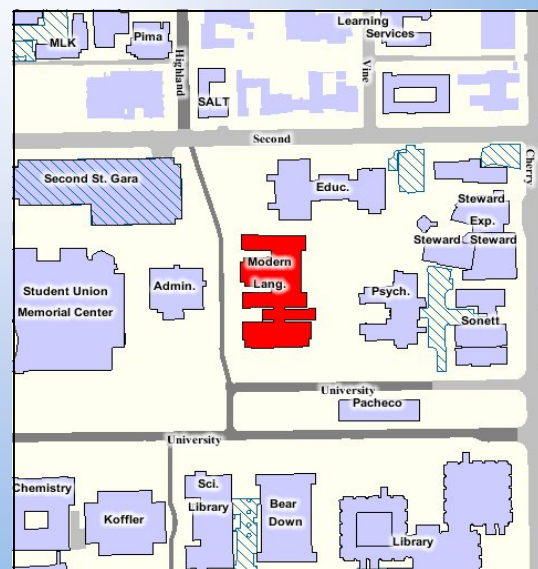 Learning
Services
MLK
Pima
Highland
Vine
SALT
Second
Cherry
Second St. Gara
Educ.
Steward
Exp.
Steward
Steward
Modern
Lang.
Student Union
Memorial Center
Admin.
Psych.
Sonett
University
Pacheco
University
Chemistry
Koffler
Sci.
Library
Bear
Down
Library